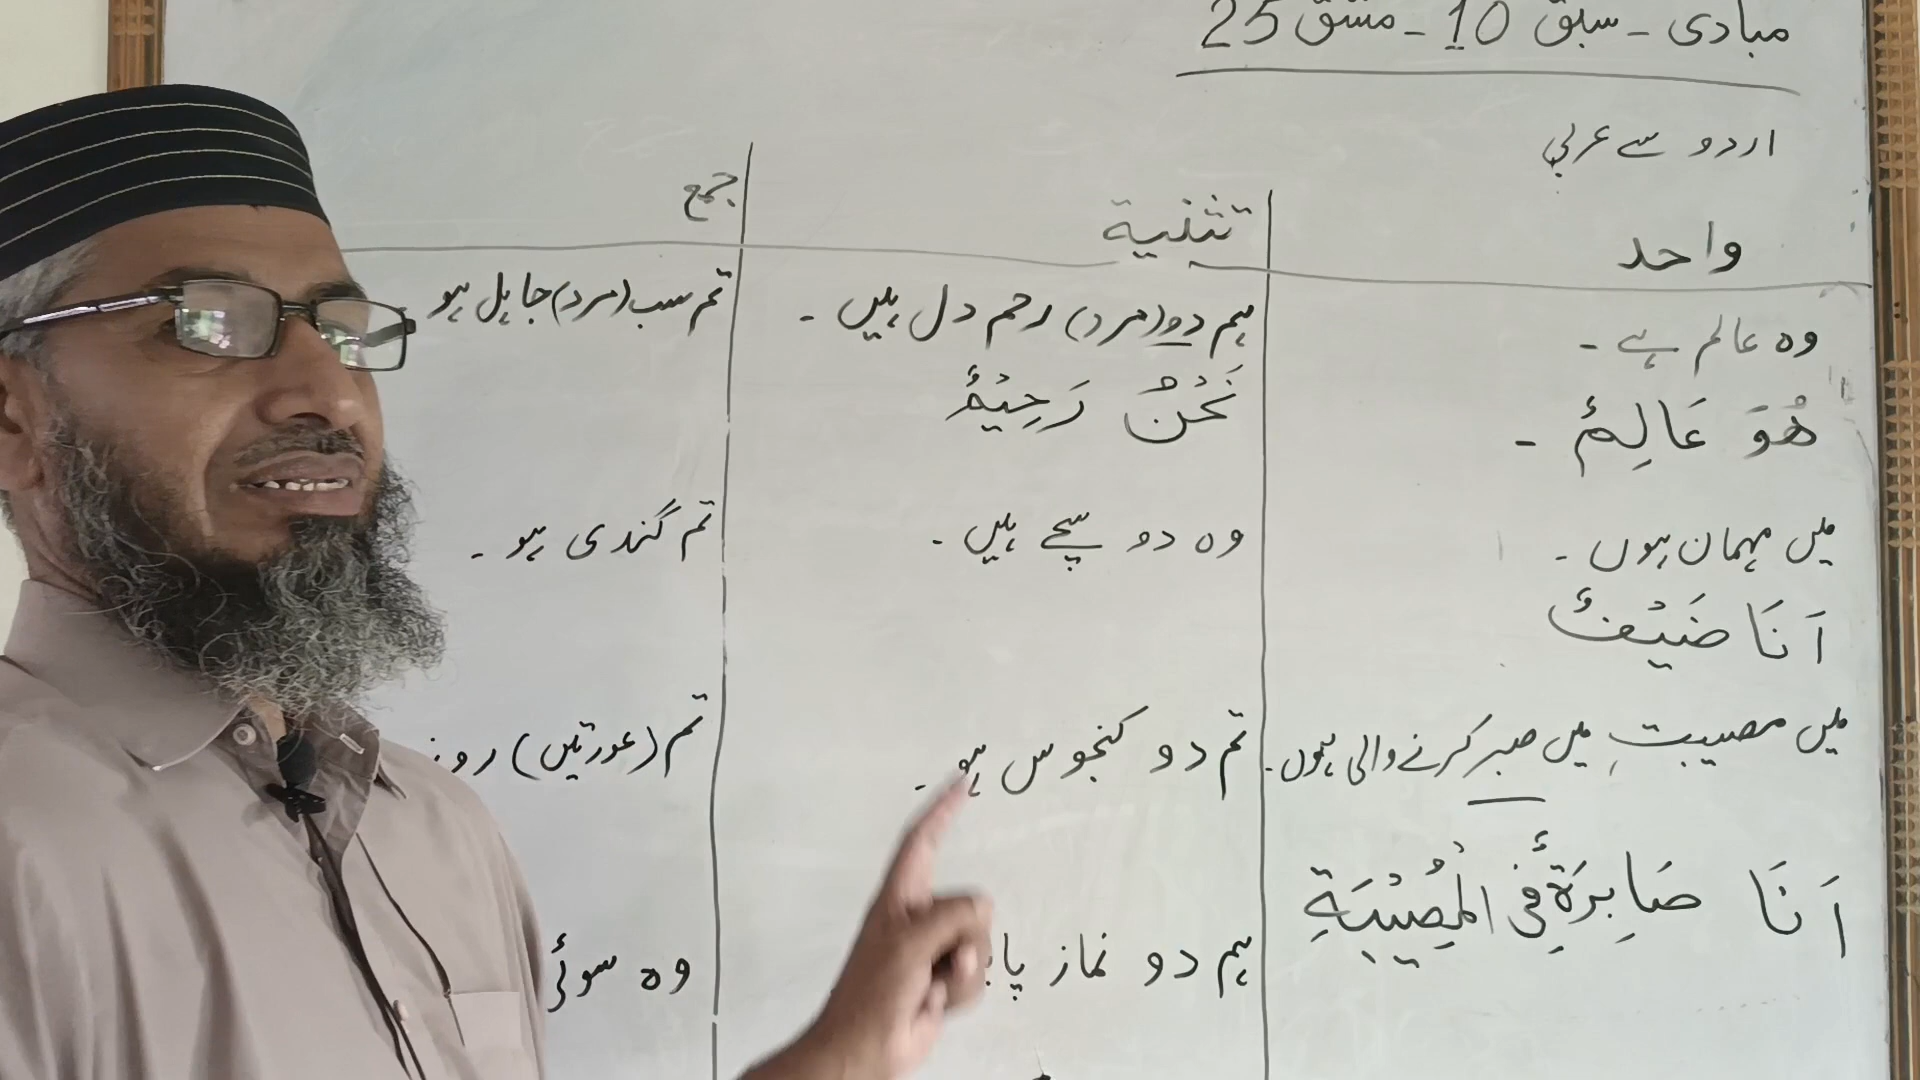 مبادی - سبق 10 - مشق 25
اردو سے عربی
واحد
تثنية
جمع
وہ عالم ہے -
هُوَ عَالِمٌ -
میں مہمان ہوں -
اَنَا ضَيْفٌ
میں مصیبت میں صبر کرنے والی ہوں -
اَنَا صَابِرَةٌ فِي الْمُصِيْبَةِ
ہم دو (مرد) رحم دل ہیں -
نَحْنُ رَحِيْمٌ
وہ دو سچے ہیں -
تم دو کنجوس ہو -
ہم دو نماز
تم سب (مرد) جاہل ہو
تم گندی ہو -
تم (عورتیں)
وہ